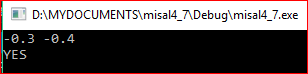 D:\MYDOCUMENTS\misal4_7\Debug\misal4_7.exe
-0.3 -0.4
YES